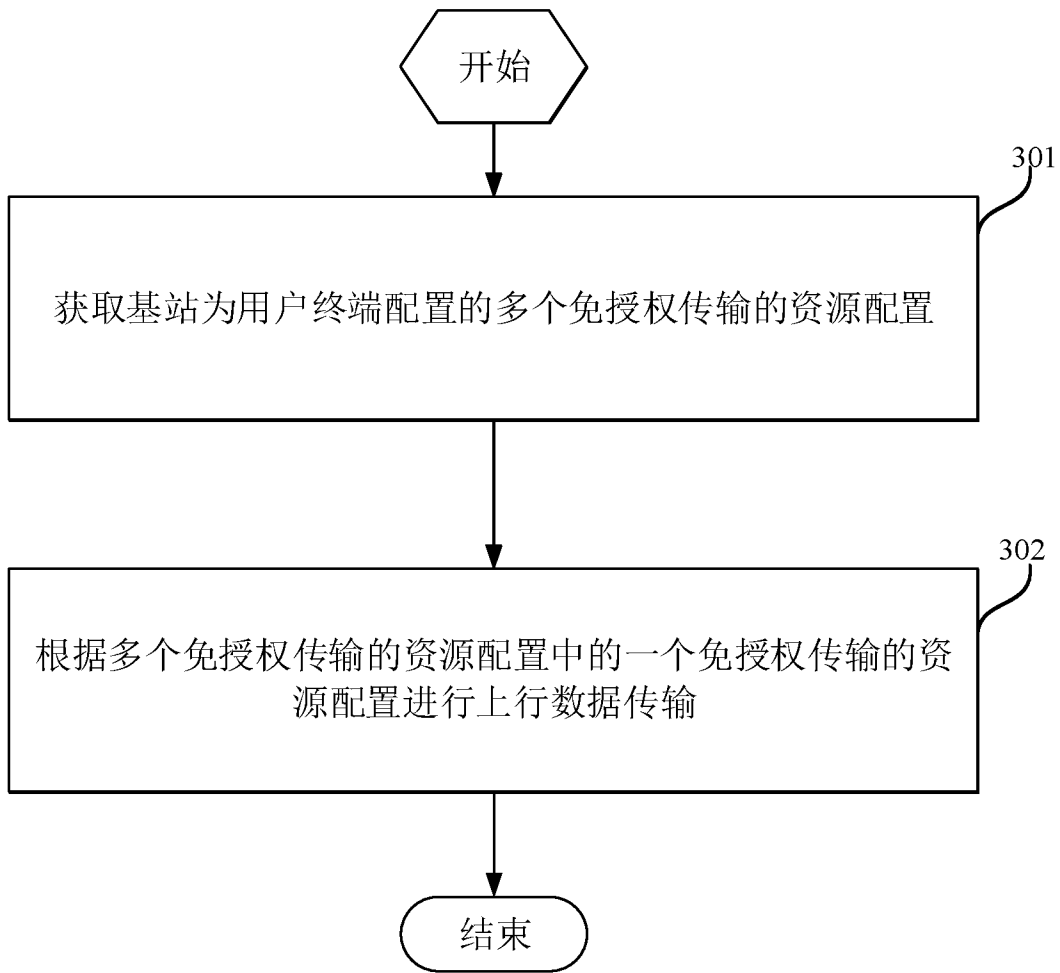 开始
301
获取基站为用户终端配置的多个免授权传输的资源配置
302
根据多个免授权传输的资源配置中的一个免授权传输的资
源配置进行上行数据传输
结束